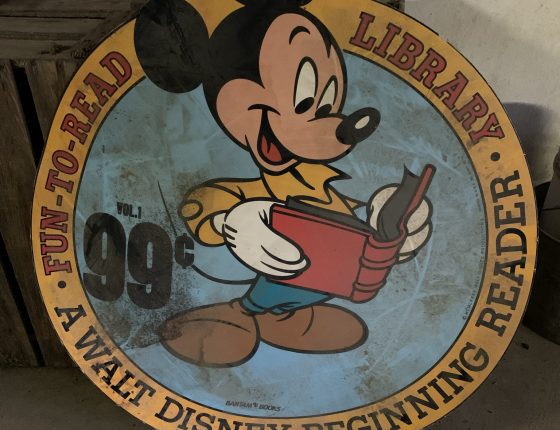 FUN-TO-READ LIBRARY
VOL.1
99¢
A WALT DISNEY BEGINNING READER
BANTAM BOOKS